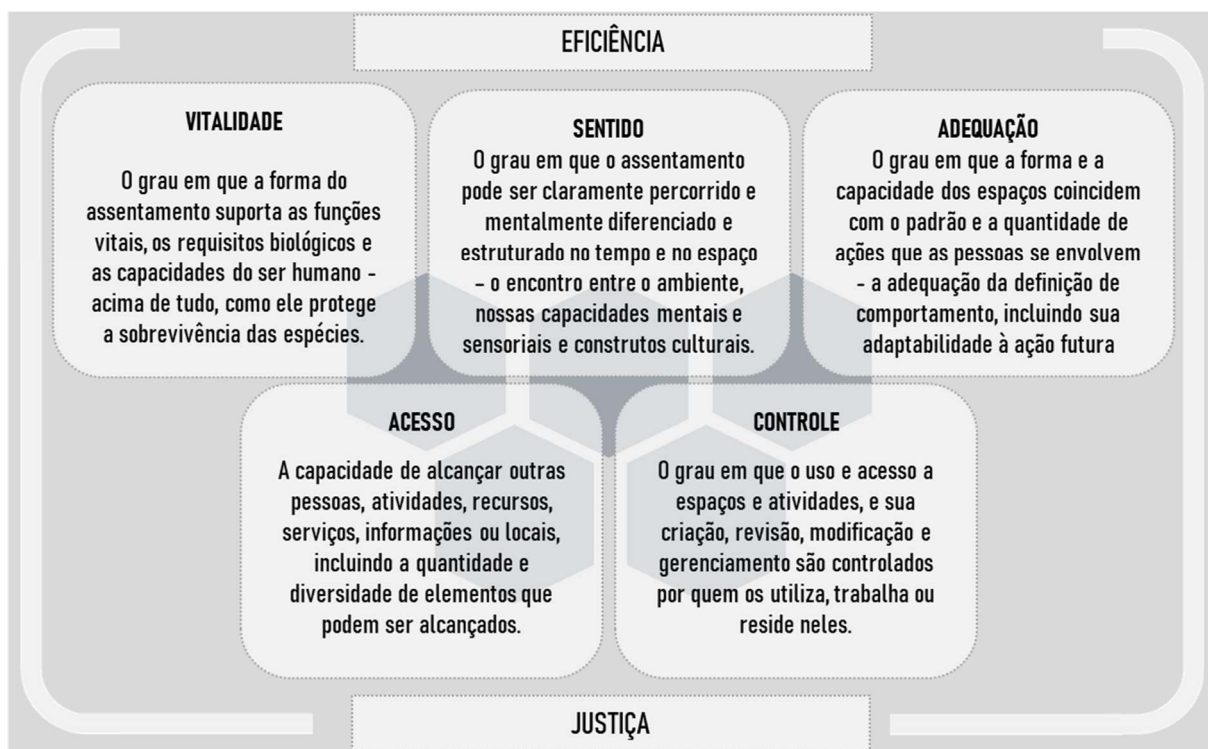 EFICIÊNCIA
VITALIDADE
O grau em que a forma do
assentamento suporta as funções
vitais, os requisitos biológicos e
as capacidades do ser humano -
acima de tudo, como ele protege
a sobrevivência das espécies.
SENTIDO
O grau em que o assentamento
pode ser claramente percorrido e
mentalmente diferenciado e
estruturado no tempo e no espaço
- o encontro entre o ambiente,
nossas capacidades mentais e
sensoriais e construtos culturais.
ADEQUAÇÃO
O grau em que a forma e a
capacidade dos espaços coincidem
com o padrão e a quantidade de
ações que as pessoas se envolvem
- a adequação da definição de
comportamento, incluindo sua
adaptabilidade à ação futura
ACESSO
A capacidade de alcançar outras
pessoas, atividades, recursos,
serviços, informações ou locais,
incluindo a quantidade e
diversidade de elementos que
podem ser alcançados.
CONTROLE
O grau em que o uso e acesso a
espaços e atividades, e sua
criação, revisão, modificação e
gerenciamento são controlados
por quem os utiliza, trabalha ou
reside neles.
JUSTIÇA